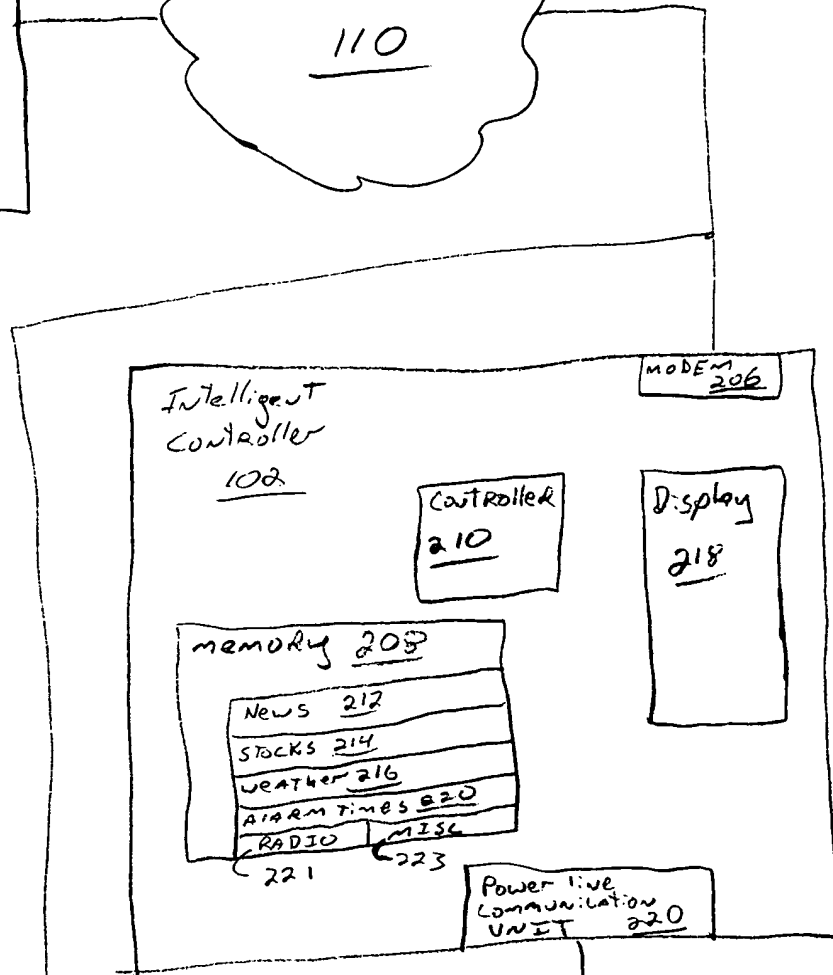 110
MODEM
206
Intelligent
Controller
102
Controller
210
Display
218
memory 208
News 212
STOCKS 214
weather 216
AlARM Times 220
RADIO MISC
221 223
Power line
Communication
UNIT 220